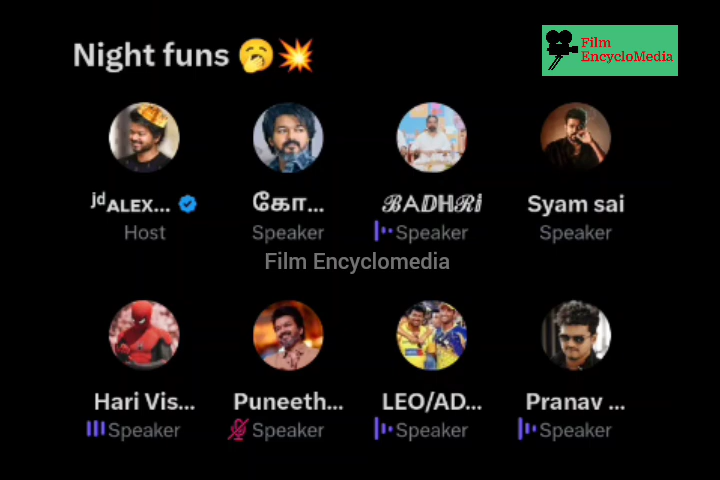 Night funs 🥱💥
Film
EncycloMedia
ʲᵈALEX...
கோ...
ℬAⅅℍℛⅈ
Syam sai
Host
Speaker
Speaker
Speaker
Film Encyclomedia
Hari Vis...
Puneeth...
LEO/AD...
Pranav ...
Speaker
Speaker
Speaker
Speaker